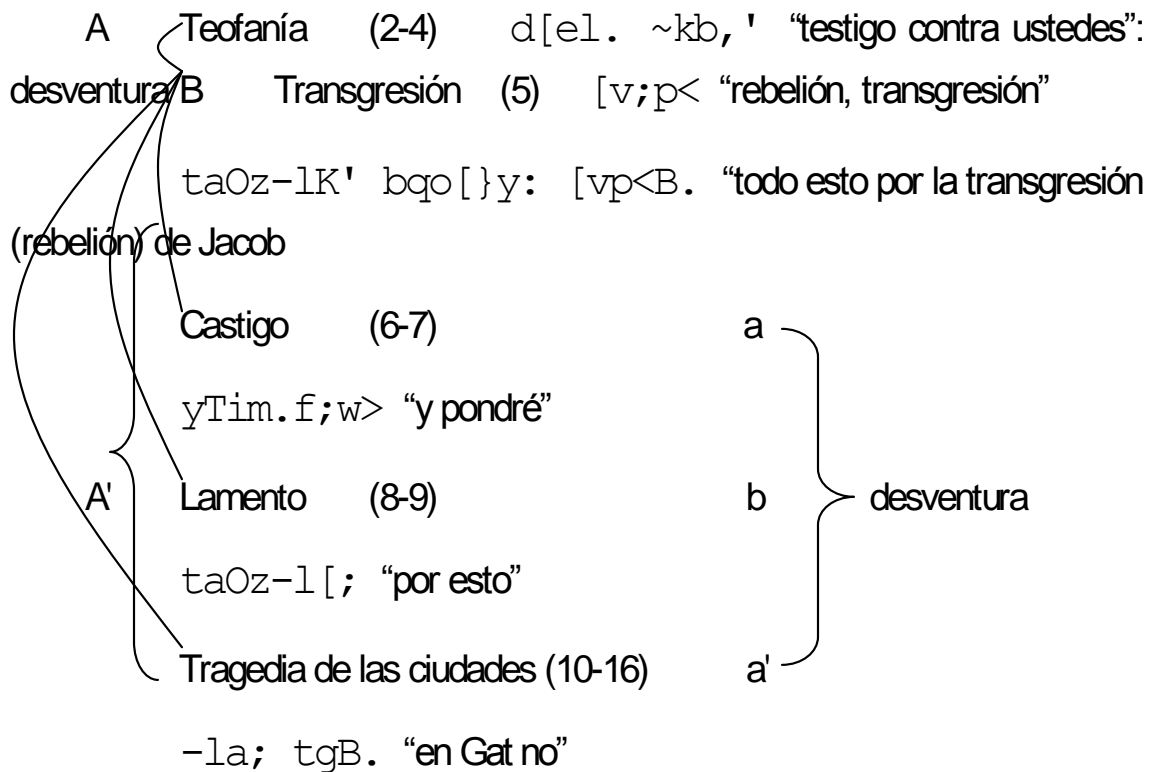 A Teofanía (2-4) d[el. ~kb,' “testigo contra ustedes”:
desventura B Transgresión (5) [v;p< “rebelión, transgresión”
taOz-lK' bqo[}y: [vp<B. “todo esto por la transgresión
(rebelión) de Jacob
Castigo (6-7) a
yTim.f;w> “y pondré”
A' Lamento (8-9) b desventura
taOz-l[; “por esto”
Tragedia de las ciudades (10-16) a'
-la; tgB. “en Gat no”